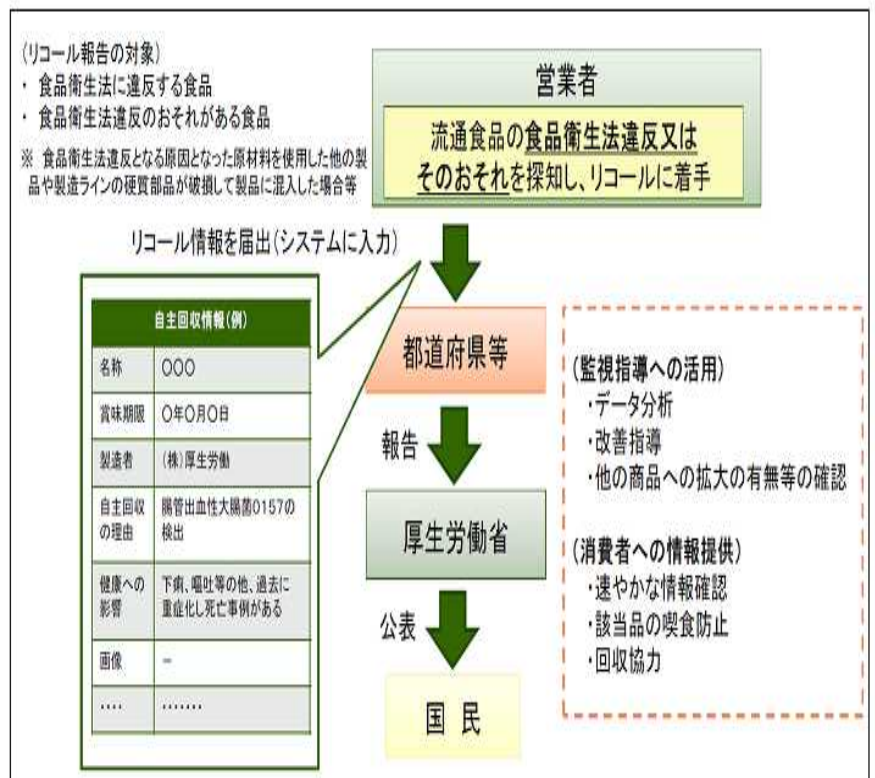 (リコール報告の対象)
・ 食品衛生法に違反する食品
・ 食品衛生法違反のおそれがある食品
※ 食品衛生法違反となる原因となった原材料を使用した他の製
品や製造ラインの硬質部品が破損して製品に混入した場合等
営業者
流通食品の食品衛生法違反又は
そのおそれを探知し、リコールに着手
リコール情報を届出(システムに入力)
自主回収情報(例)
名称 〇〇〇
賞味期限 〇年〇月〇日
製造者 (株)厚生労働
自主回収
の理由
腸管出血性大腸菌O157の
検出
健康への
影響
下痢、嘔吐等の他、過去に
重症化し死亡事例がある
画像 －
‥‥ ‥‥‥‥
都道府県等
報告
厚生労働省
公表
国 民
(監視指導への活用)
・データ分析
・改善指導
・他の商品への拡大の有無等の確認
(消費者への情報提供)
・速やかな情報確認
・該当品の喫食防止
・回収協力